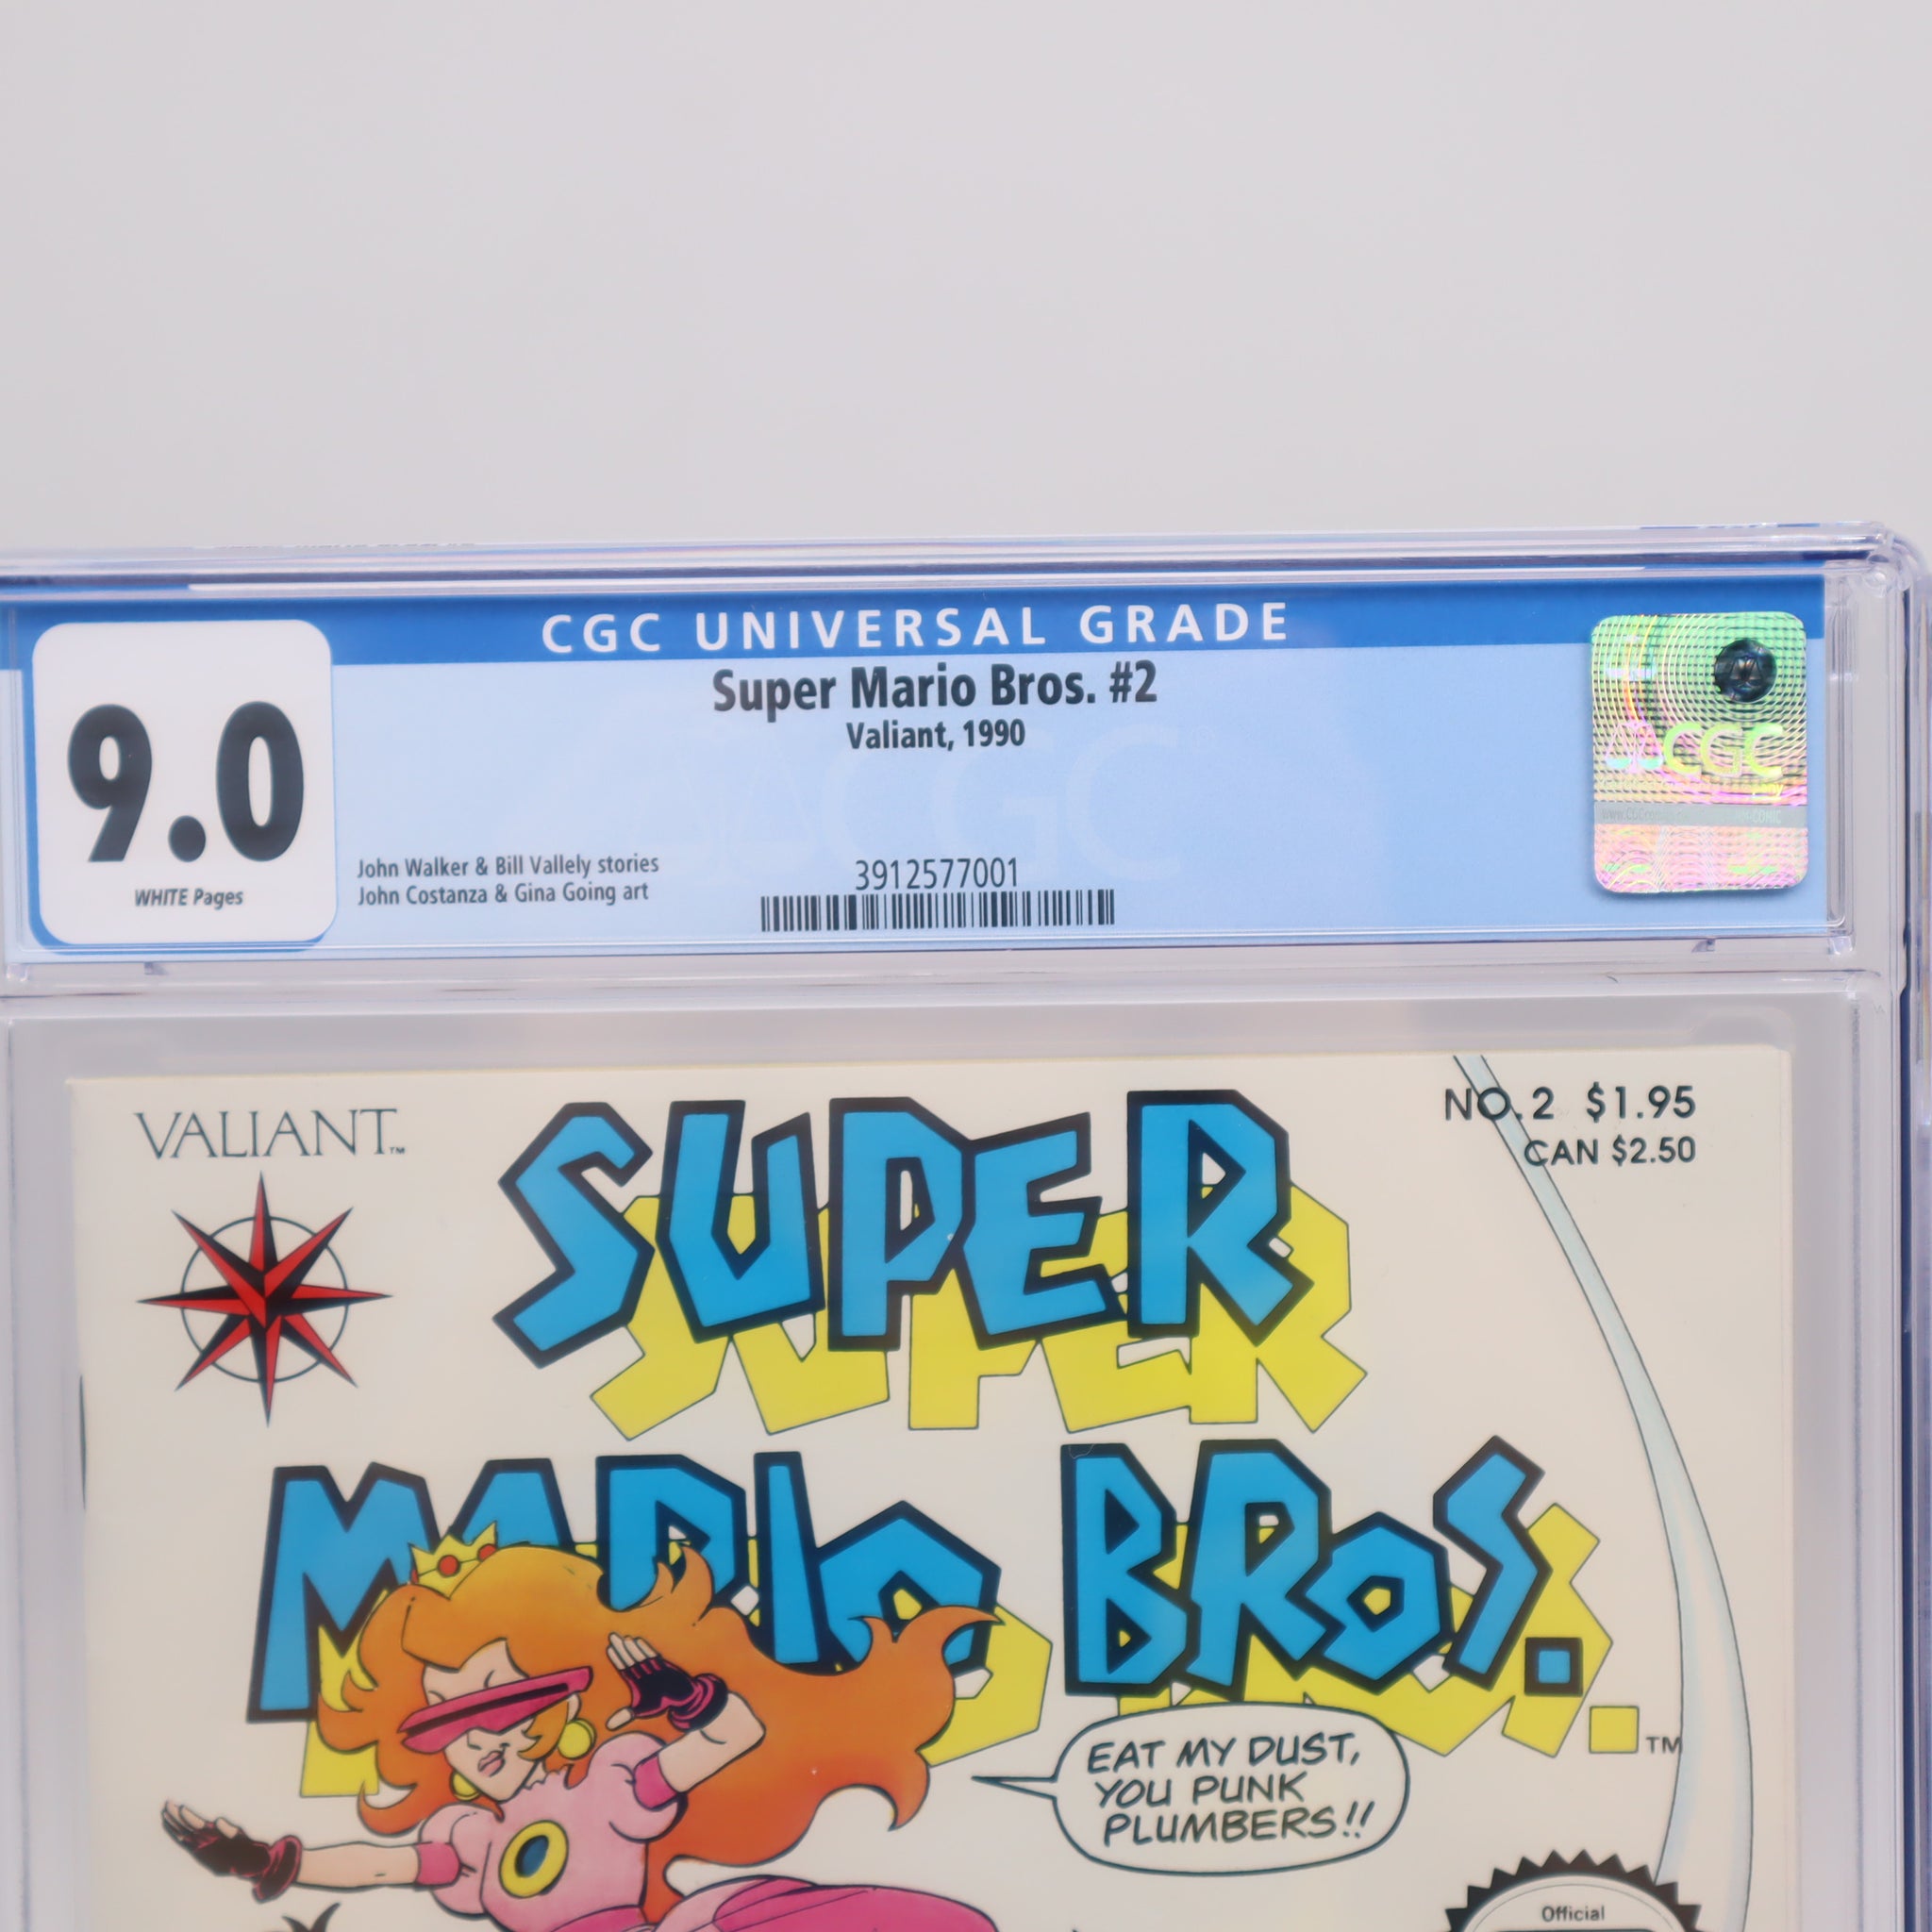 CGC UNIVERSAL GRADE
Super Mario Bros. #2
Valiant, 1990
9.0
WHITE Pages
John Walker & Bill Vallely stories
John Costanza & Gina Going art
3912577001
CGC
VALIANT™
NO. 2 $1.95
CAN $2.50
SUPER
MARIO BROS.™
EAT MY DUST,
YOU PUNK
PLUMBERS!!
Official